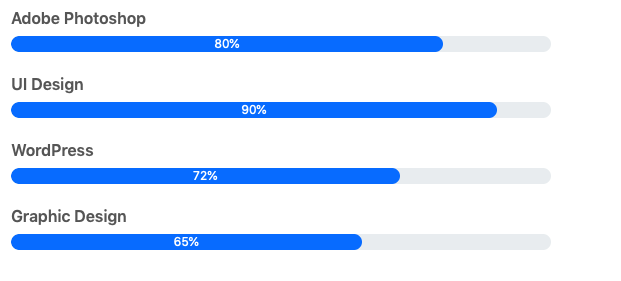 Adobe Photoshop
80%
UI Design
90%
WordPress
72%
Graphic Design
65%